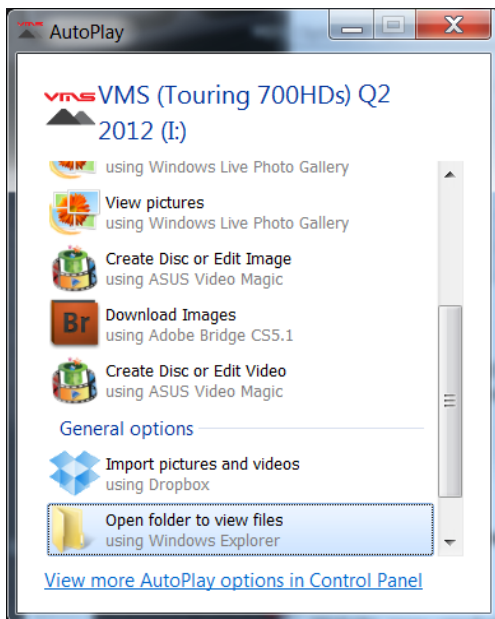 AutoPlay
vms VMS (Touring 700HDs) Q2
2012 (I:)
using Windows Live Photo Gallery
View pictures
using Windows Live Photo Gallery
Create Disc or Edit Image
using ASUS Video Magic
Br Download Images
using Adobe Bridge CS5.1
Create Disc or Edit Video
using ASUS Video Magic
General options
Import pictures and videos
using Dropbox
Open folder to view files
using Windows Explorer
View more AutoPlay options in Control Panel